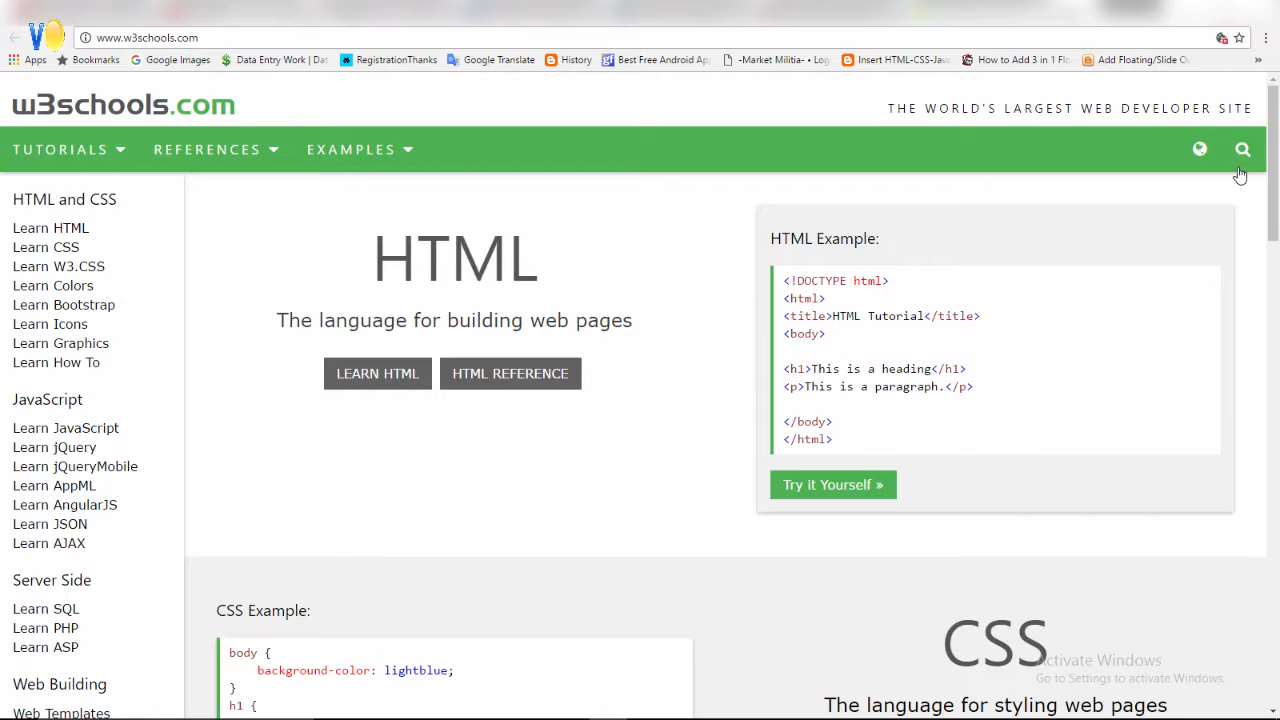 www.w3schools.com
Apps Bookmarks Google Images Data Entry Work | Dat RegistrationThanks Google Translate History Best Free Android Ap -Market Militia- • Log Insert HTML-CSS-Java How to Add 3 in 1 Flo Add Floating/Slide Ou »
w3schools.com
THE WORLD'S LARGEST WEB DEVELOPER SITE
TUTORIALS REFERENCES EXAMPLES
HTML and CSS
Learn HTML
Learn CSS
Learn W3.CSS
Learn Colors
Learn Bootstrap
Learn Icons
Learn Graphics
Learn How To
JavaScript
Learn JavaScript
Learn jQuery
Learn jQueryMobile
Learn AppML
Learn AngularJS
Learn JSON
Learn AJAX
Server Side
Learn SQL
Learn PHP
Learn ASP
Web Building
Web Templates
HTML
The language for building web pages
LEARN HTML HTML REFERENCE
HTML Example:
<!DOCTYPE html>
<html>
<title>HTML Tutorial</title>
<body>
<h1>This is a heading</h1>
<p>This is a paragraph.</p>
</body>
</html>
Try it Yourself »
CSS Example:
body {
background-color: lightblue;
}
h1 {
CSS
The language for styling web pages
Activate Windows
Go to Settings to activate Windows.